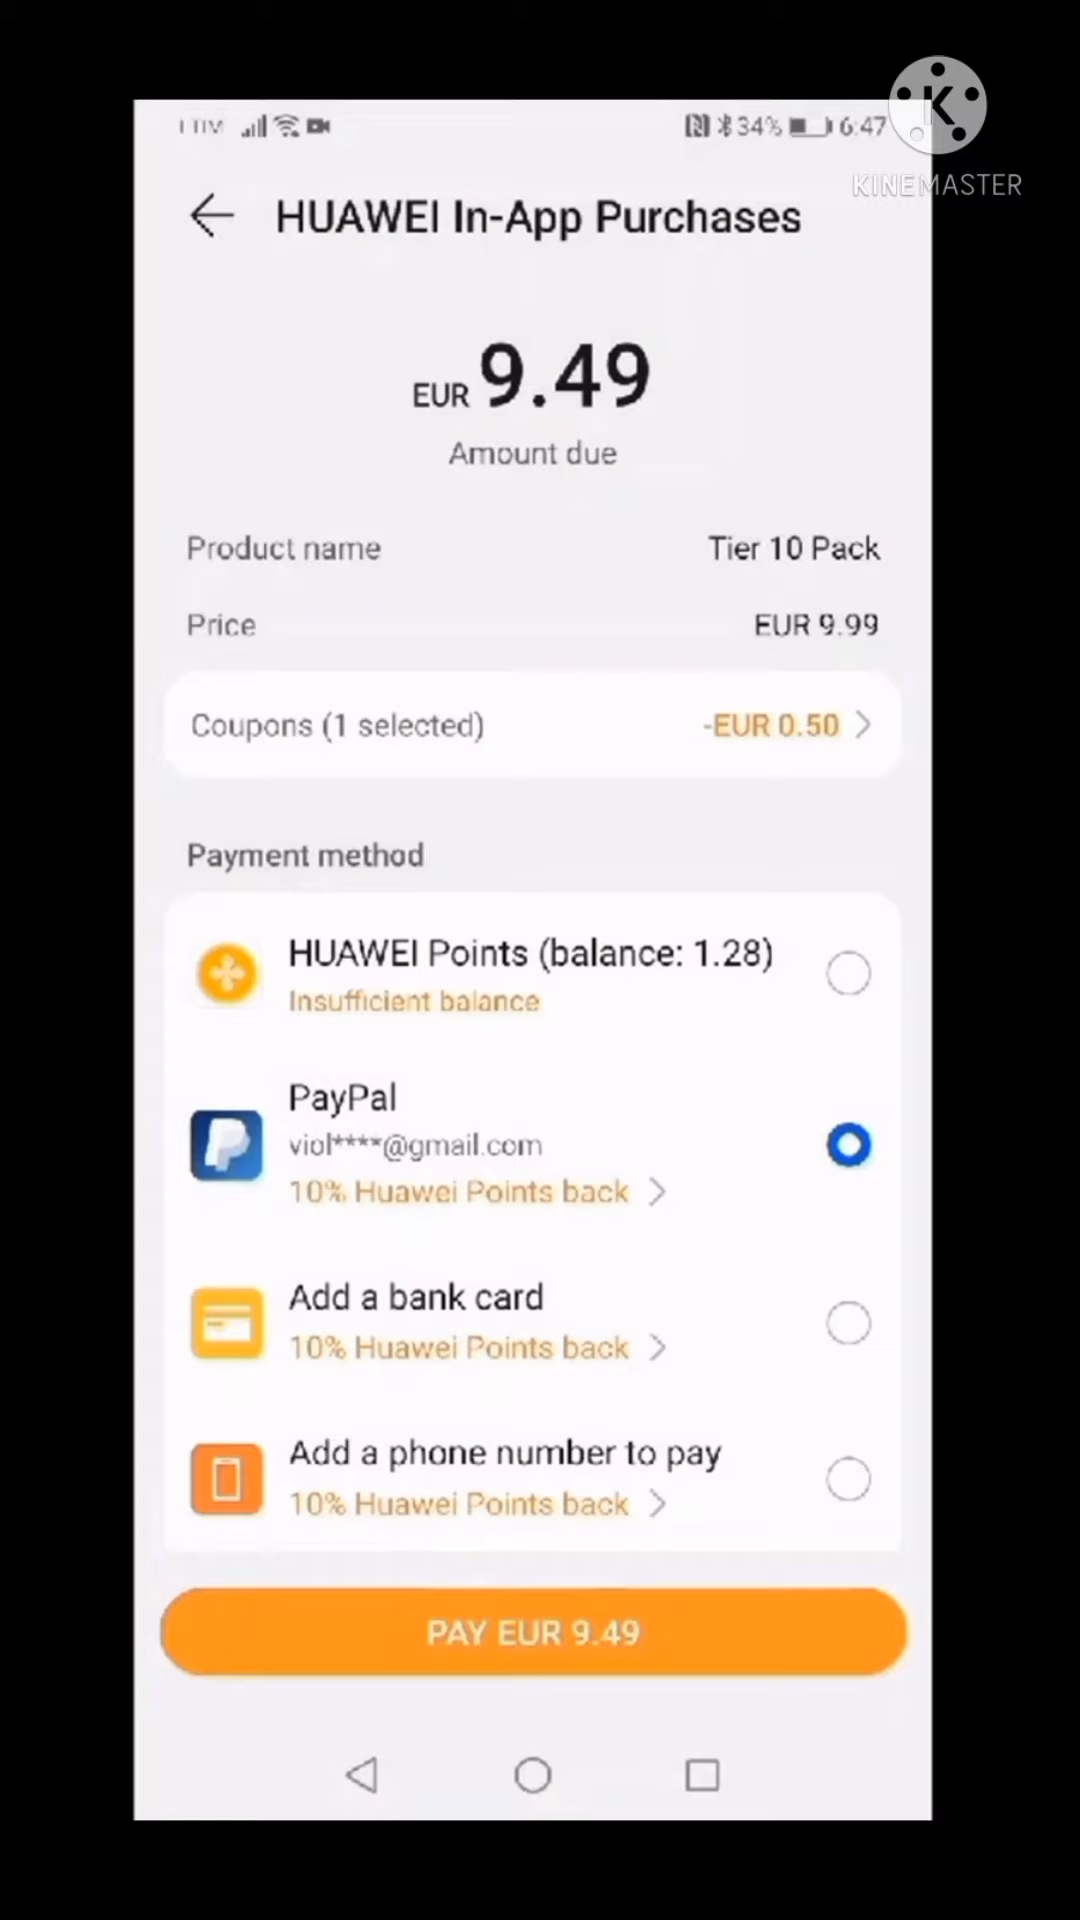 34% 6:47
KINEMASTER
HUAWEI In-App Purchases
EUR 9.49
Amount due
Product name Tier 10 Pack
Price EUR 9.99
Coupons (1 selected) -EUR 0.50
Payment method
HUAWEI Points (balance: 1.28)
Insufficient balance
PayPal
viol****@gmail.com
10% Huawei Points back
Add a bank card
10% Huawei Points back
Add a phone number to pay
10% Huawei Points back
PAY EUR 9.49